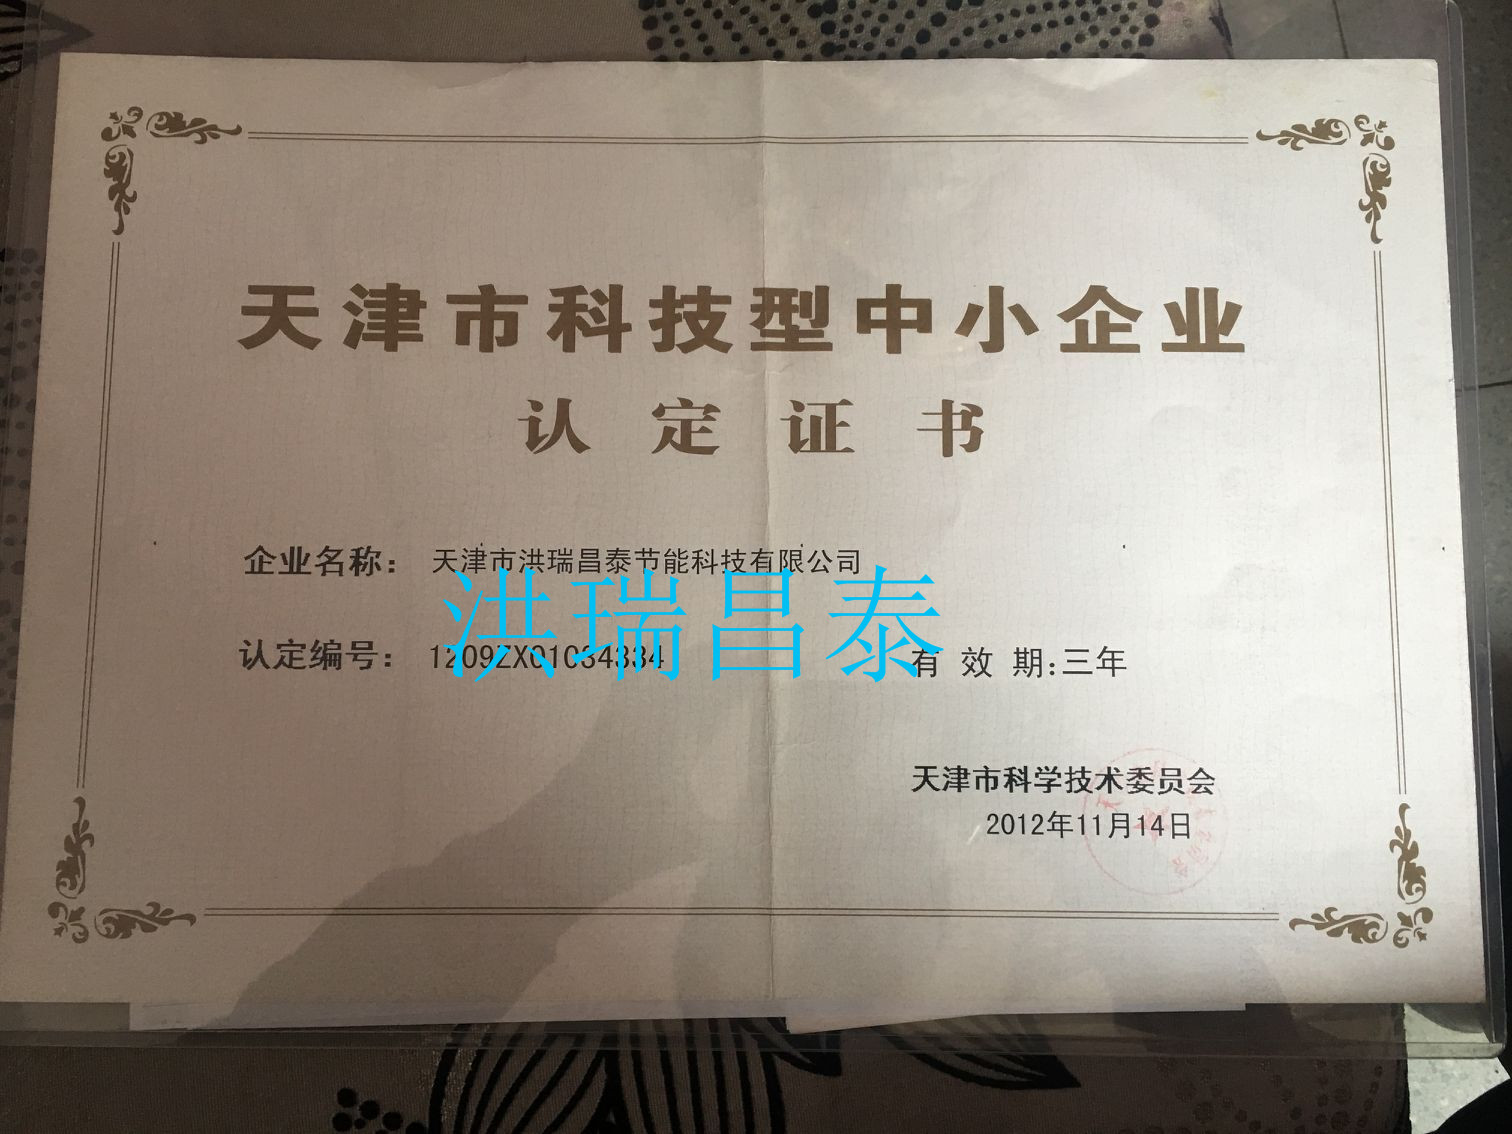 天津市科技型中小企业
认定证书
企业名称： 天津市洪瑞昌泰节能科技有限公司
洪瑞昌泰
认定编号： 1209ZX01034334
有 效 期:三年
天津市科学技术委员会
2012年11月14日